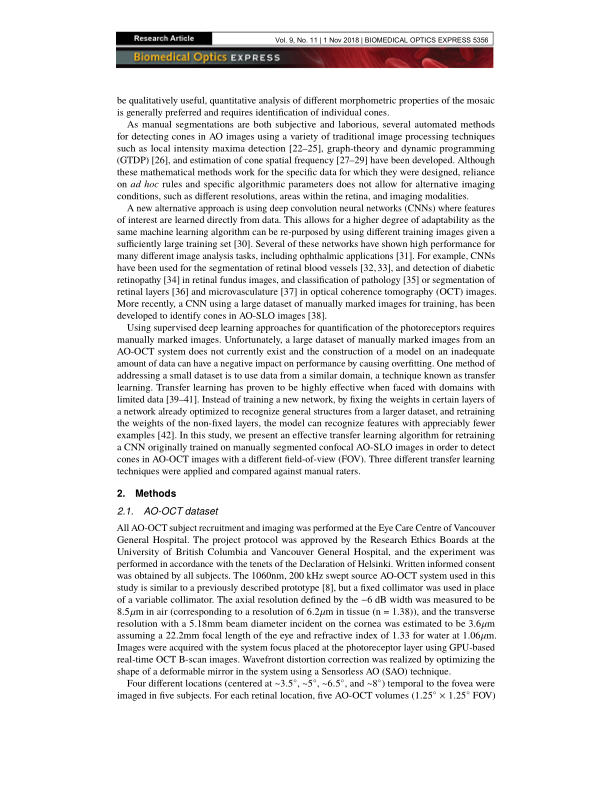 Research Article
Vol. 9, No. 11 | 1 Nov 2018 | BIOMEDICAL OPTICS EXPRESS 5356
Biomedical Optics EXPRESS
be qualitatively useful, quantitative analysis of different morphometric properties of the mosaic
is generally preferred and requires identification of individual cones.
As manual segmentations are both subjective and laborious, several automated methods
for detecting cones in AO images using a variety of traditional image processing techniques
such as local intensity maxima detection [22–25], graph-theory and dynamic programming
(GTDP) [26], and estimation of cone spatial frequency [27–29] have been developed. Although
these mathematical methods work for the specific data for which they were designed, reliance
on ad hoc rules and specific algorithmic parameters does not allow for alternative imaging
conditions, such as different resolutions, areas within the retina, and imaging modalities.
A new alternative approach is using deep convolution neural networks (CNNs) where features
of interest are learned directly from data. This allows for a higher degree of adaptability as the
same machine learning algorithm can be re-purposed by using different training images given a
sufficiently large training set [30]. Several of these networks have shown high performance for
many different image analysis tasks, including ophthalmic applications [31]. For example, CNNs
have been used for the segmentation of retinal blood vessels [32, 33], and detection of diabetic
retinopathy [34] in retinal fundus images, and classification of pathology [35] or segmentation of
retinal layers [36] and microvasculature [37] in optical coherence tomography (OCT) images.
More recently, a CNN using a large dataset of manually marked images for training, has been
developed to identify cones in AO-SLO images [38].
Using supervised deep learning approaches for quantification of the photoreceptors requires
manually marked images. Unfortunately, a large dataset of manually marked images from an
AO-OCT system does not currently exist and the construction of a model on an inadequate
amount of data can have a negative impact on performance by causing overfitting. One method of
addressing a small dataset is to use data from a similar domain, a technique known as transfer
learning. Transfer learning has proven to be highly effective when faced with domains with
limited data [39–41]. Instead of training a new network, by fixing the weights in certain layers of
a network already optimized to recognize general structures from a larger dataset, and retraining
the weights of the non-fixed layers, the model can recognize features with appreciably fewer
examples [42]. In this study, we present an effective transfer learning algorithm for retraining
a CNN originally trained on manually segmented confocal AO-SLO images in order to detect
cones in AO-OCT images with a different field-of-view (FOV). Three different transfer learning
techniques were applied and compared against manual raters.
2. Methods
2.1. AO-OCT dataset
All AO-OCT subject recruitment and imaging was performed at the Eye Care Centre of Vancouver
General Hospital. The project protocol was approved by the Research Ethics Boards at the
University of British Columbia and Vancouver General Hospital, and the experiment was
performed in accordance with the tenets of the Declaration of Helsinki. Written informed consent
was obtained by all subjects. The 1060nm, 200 kHz swept source AO-OCT system used in this
study is similar to a previously described prototype [8], but a fixed collimator was used in place
of a variable collimator. The axial resolution defined by the −6 dB width was measured to be
8.5μm in air (corresponding to a resolution of 6.2μm in tissue (n = 1.38)), and the transverse
resolution with a 5.18mm beam diameter incident on the cornea was estimated to be 3.6μm
assuming a 22.2mm focal length of the eye and refractive index of 1.33 for water at 1.06μm.
Images were acquired with the system focus placed at the photoreceptor layer using GPU-based
real-time OCT B-scan images. Wavefront distortion correction was realized by optimizing the
shape of a deformable mirror in the system using a Sensorless AO (SAO) technique.
Four different locations (centered at ~3.5°, ~5°, ~6.5°, and ~8°) temporal to the fovea were
imaged in five subjects. For each retinal location, five AO-OCT volumes (1.25° × 1.25° FOV)